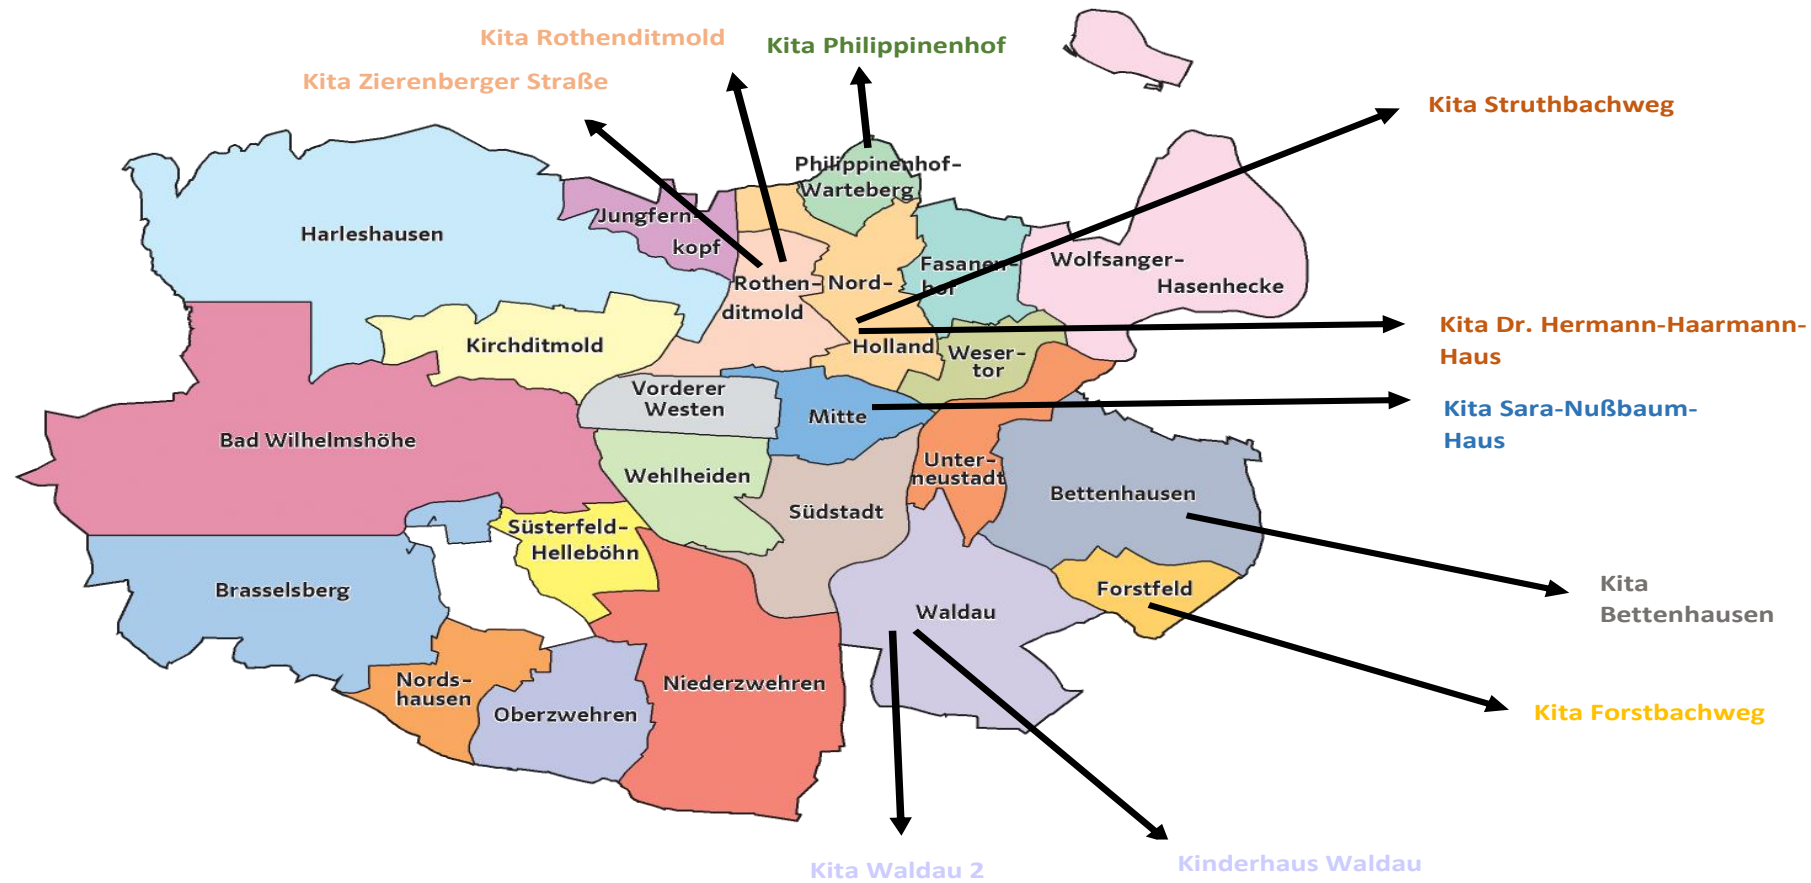 Kita Rothenditmold
Kita Philippinenhof
Kita Zierenberger Straße
Kita Struthbachweg
Philippinenhof-
Warteberg
Jungfern-
kopf
Harleshausen
Fasanen-
hof
Wolfsanger-
Hasenhecke
Rothen-
ditmold
Nord-
Holland
Kita Dr. Hermann-Haarmann-
Haus
Kirchditmold
Weser-
tor
Vorderer
Westen
Mitte
Kita Sara-Nußbaum-
Haus
Bad Wilhelmshöhe
Wehlheiden
Unter-
neustadt
Bettenhausen
Südstadt
Süsterfeld-
Helleböhn
Brasselsberg
Forstfeld
Kita
Bettenhausen
Waldau
Nords-
hausen
Niederzwehren
Oberzwehren
Kita Forstbachweg
Kita Waldau 2
Kinderhaus Waldau